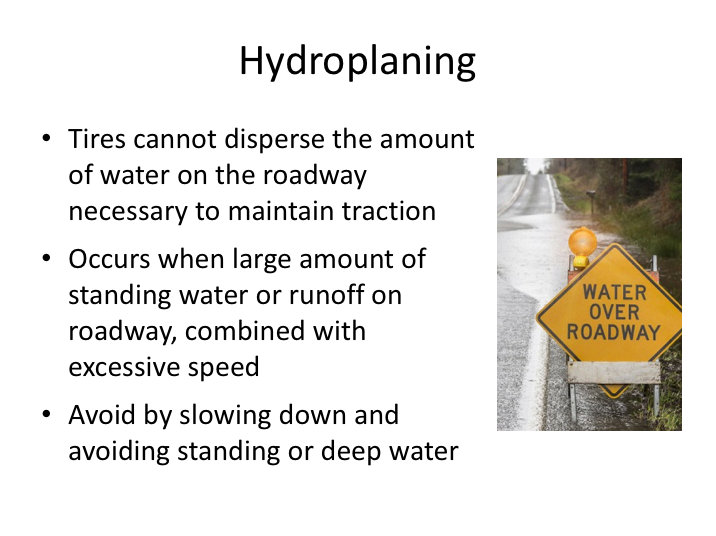 Hydroplaning
• Tires cannot disperse the amount
of water on the roadway
necessary to maintain traction
• Occurs when large amount of
standing water or runoff on
roadway, combined with
excessive speed
• Avoid by slowing down and
avoiding standing or deep water
WATER
OVER
ROADWAY